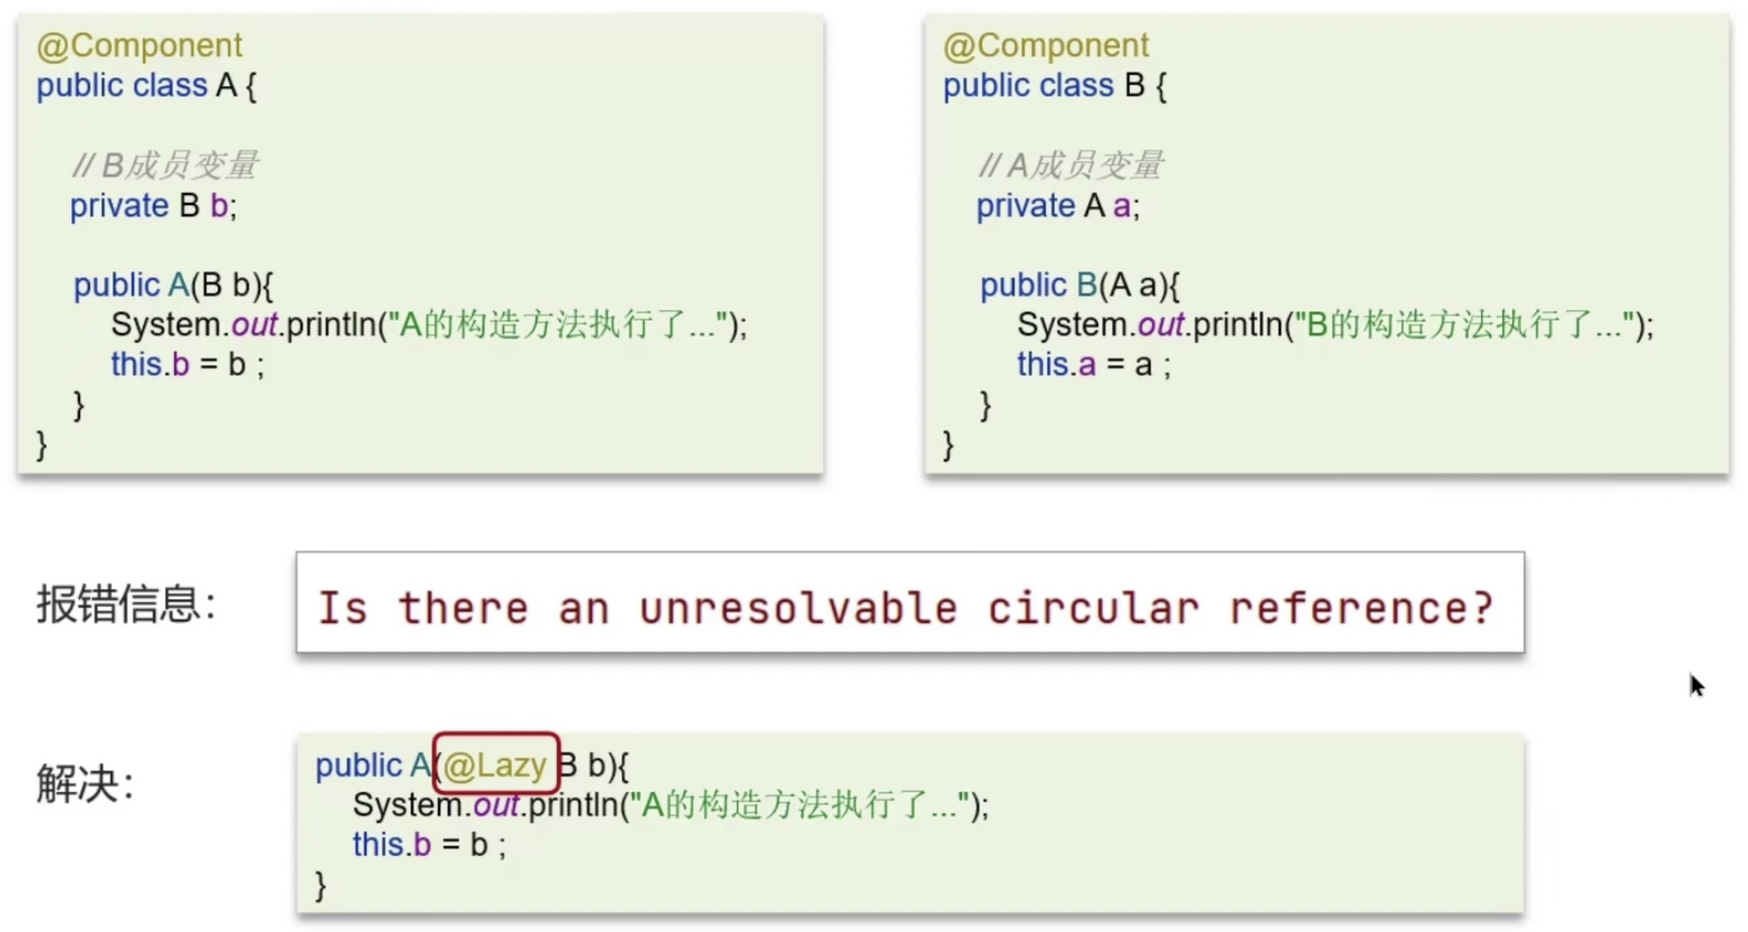 @Component
public class A {
// B成员变量
private B b;
public A(B b){
System.out.println("A的构造方法执行了...");
this.b = b ;
}
}
@Component
public class B {
// A成员变量
private A a;
public B(A a){
System.out.println("B的构造方法执行了...");
this.a = a ;
}
}
报错信息：
Is there an unresolvable circular reference?
解决：
public A(@Lazy B b){
System.out.println("A的构造方法执行了...");
this.b = b ;
}